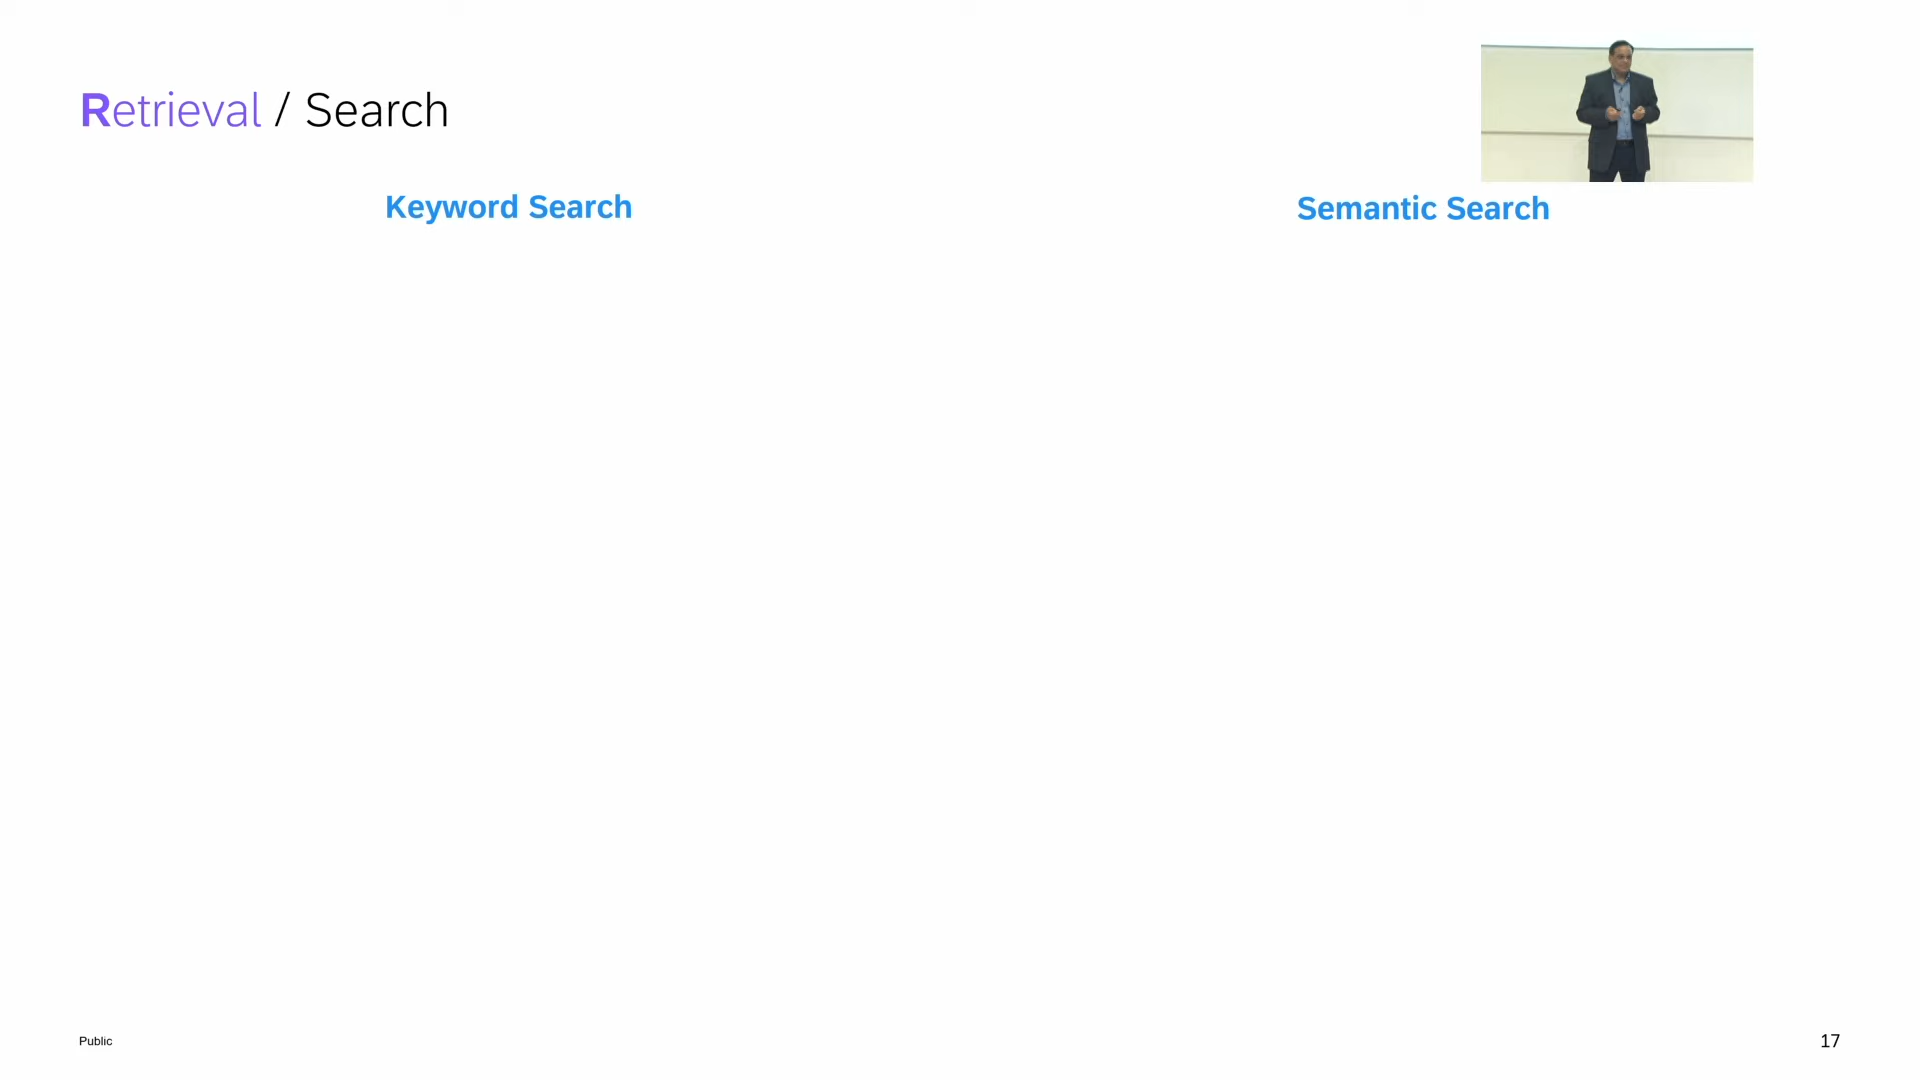 Retrieval / Search
Keyword Search
Semantic Search
Public
17